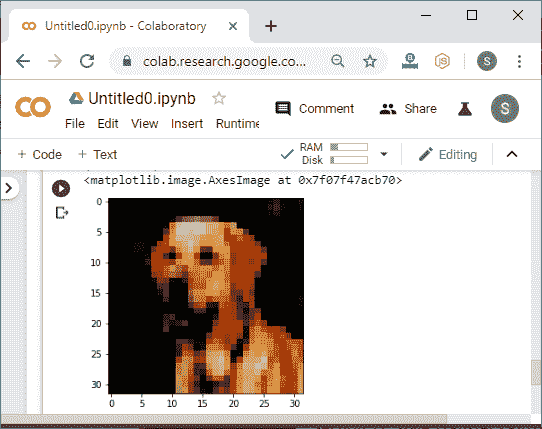 Untitled0.ipynb - Colaboratory
colab.research.google.co...
S
Untitled0.ipynb
Comment
Share
S
File Edit View Insert Runtime
+ Code + Text
RAM
Disk
Editing
<matplotlib.image.AxesImage at 0x7f07f47acb70>
0
5
10
15
20
25
30
0 5 10 15 20 25 30